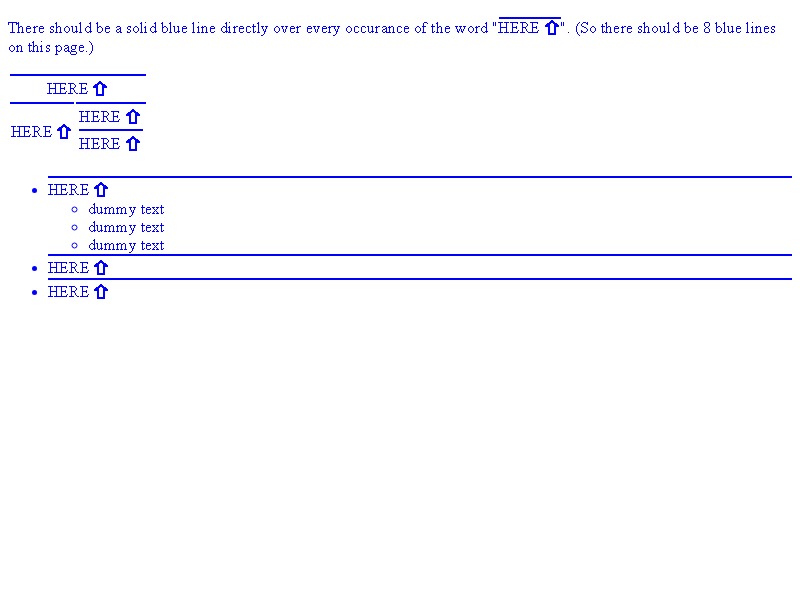 There should be a solid blue line directly over every occurance of the word "HERE ⇧". (So there should be 8 blue lines
on this page.)
HERE ⇧
HERE ⇧
HERE ⇧
HERE ⇧
HERE ⇧
dummy text
dummy text
dummy text
HERE ⇧
HERE ⇧